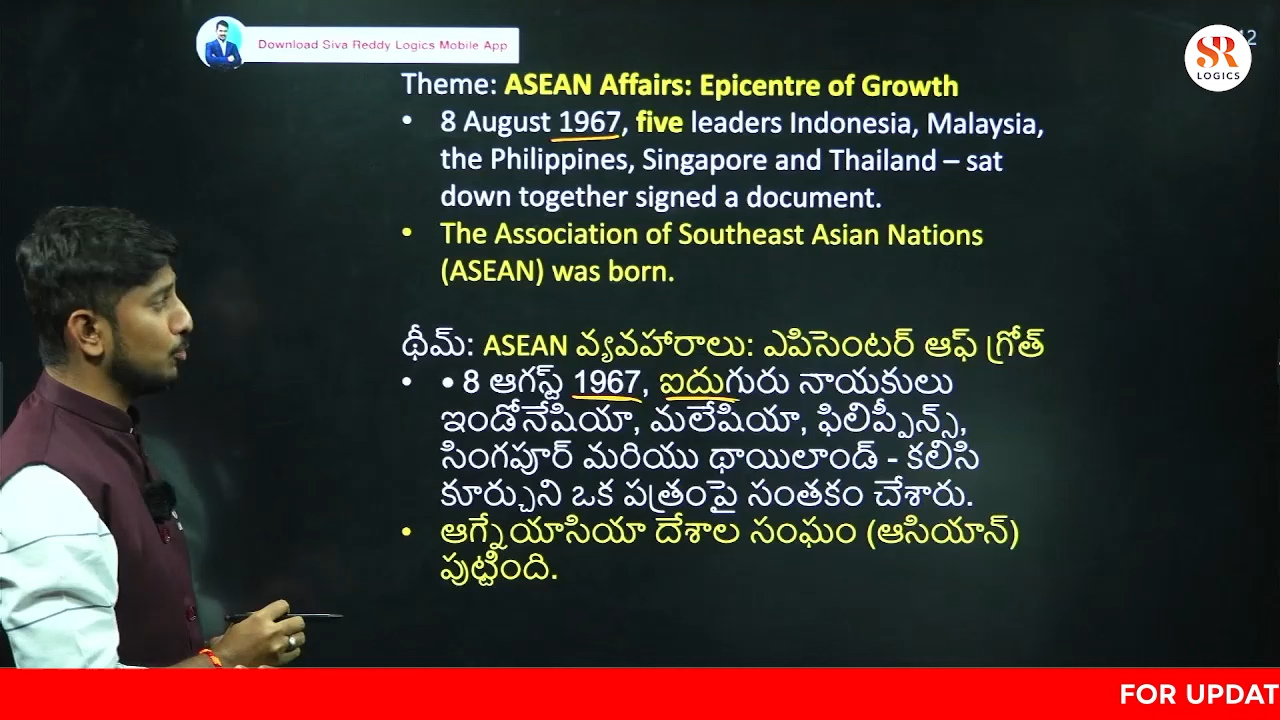 Download Siva Reddy Logics Mobile App
12
SR
LOGICS
Theme: ASEAN Affairs: Epicentre of Growth
• 8 August 1967, five leaders Indonesia, Malaysia,
the Philippines, Singapore and Thailand – sat
down together signed a document.
• The Association of Southeast Asian Nations
(ASEAN) was born.
థీమ్: ASEAN వ్యవహారాలు: ఎపిసెంటర్ ఆఫ్ గ్రోత్
• • 8 ఆగస్ట్ 1967, ఐదుగురు నాయకులు
ఇండోనేషియా, మలేషియా, ఫిలిప్పీన్స్,
సింగపూర్ మరియు థాయిలాండ్ - కలిసి
కూర్చుని ఒక పత్రంపై సంతకం చేశారు.
• ఆగ్నేయాసియా దేశాల సంఘం (ఆసియాన్)
పుట్టింది.
FOR UPDAT